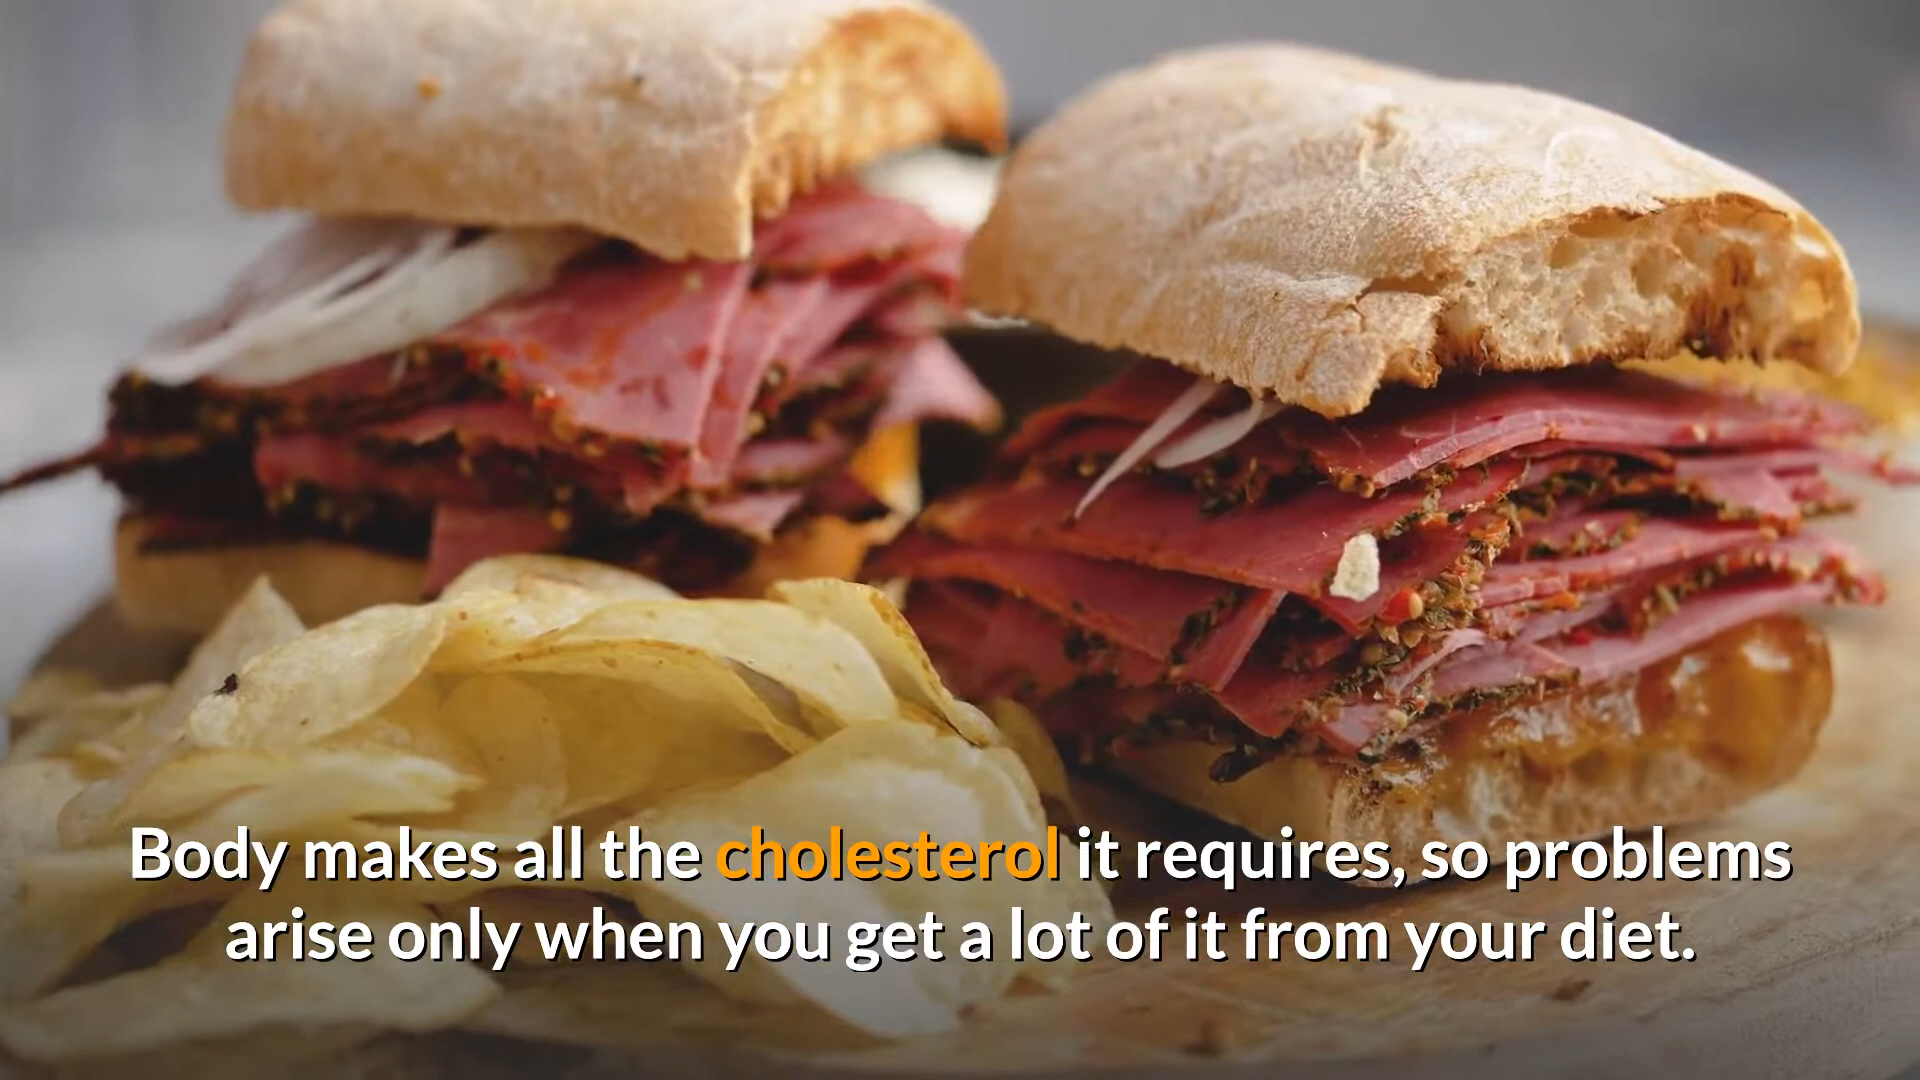 Body makes all the cholesterol it requires, so problems
arise only when you get a lot of it from your diet.